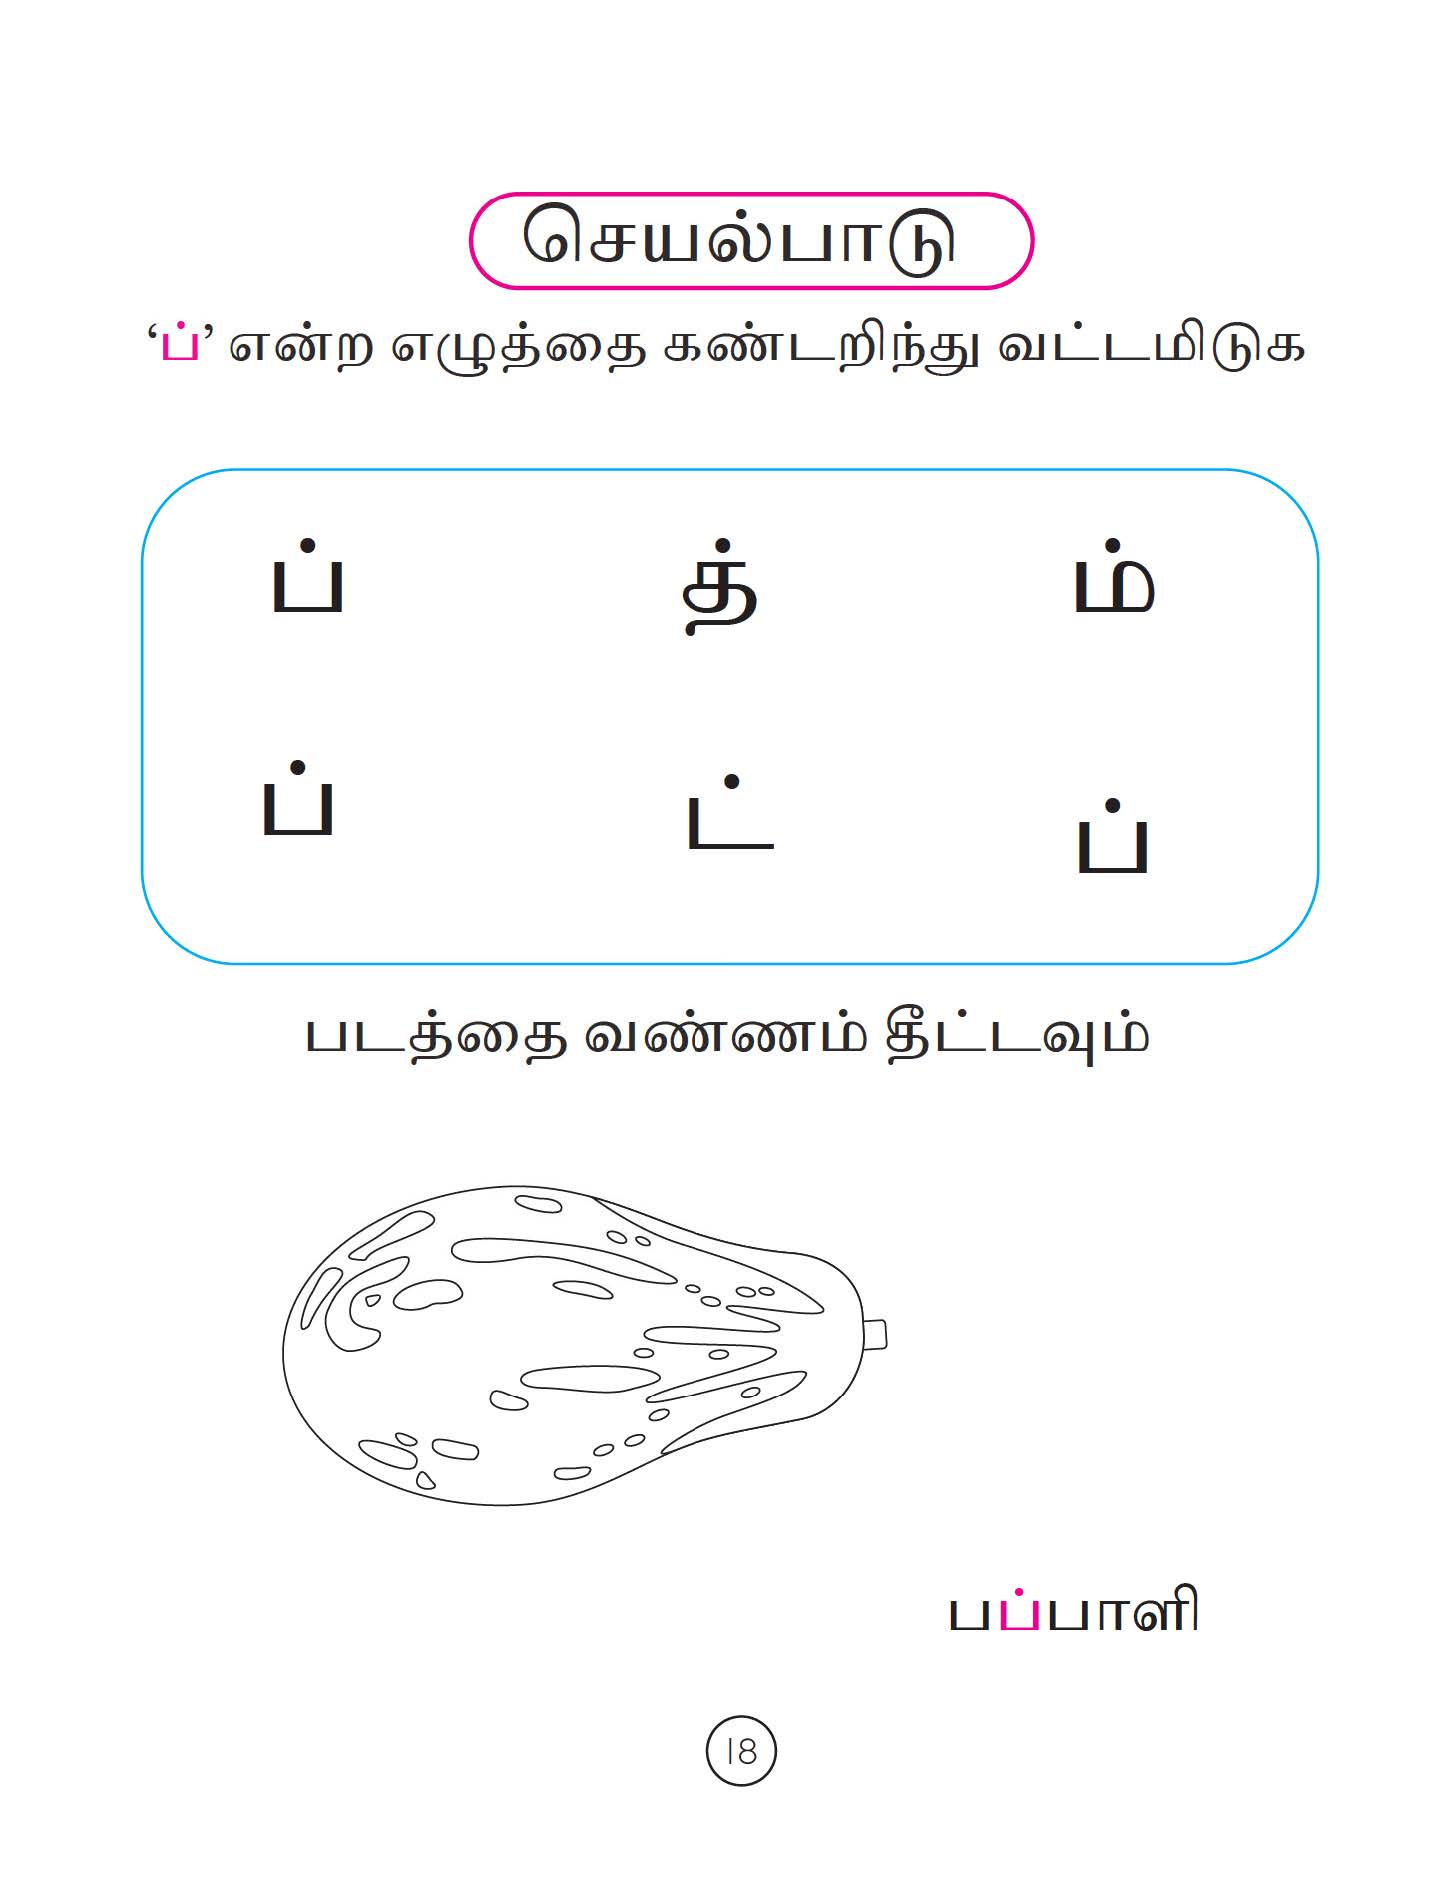 செயல்பாடு
‘ப்’ என்ற எழுத்தை கண்டறிந்து வட்டமிடுக
ப் த் ம்
ப் ட் ப்
படத்தை வண்ணம் தீட்டவும்
பப்பாளி
18